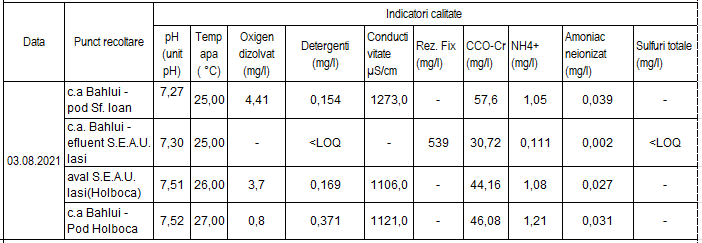 Data
Punct recoltare
Indicatori calitate
pH
(unit
pH)
Temp
apa
( °C)
Oxigen
dizolvat
(mg/l)
Detergenti
(mg/l)
Conducti
vitate
µS/cm
Rez. Fix
(mg/l)
CCO-Cr
(mg/l)
NH4+
(mg/l)
Amoniac
neionizat
(mg/l)
Sulfuri totale
(mg/l)
03.08.2021
c.a Bahlui -
pod Sf. Ioan
7,27 25,00 4,41 0,154 1273,0 - 57,6 1,05 0,039 -
c.a. Bahlui -
efluent S.E.A.U.
Iasi
7,30 25,00 - <LOQ - 539 30,72 0,111 0,002 <LOQ
aval S.E.A.U.
Iasi(Holboca)
7,51 26,00 3,7 0,169 1106,0 - 44,16 1,08 0,027 -
c.a Bahlui -
Pod Holboca
7,52 27,00 0,8 0,371 1121,0 - 46,08 1,21 0,031 -